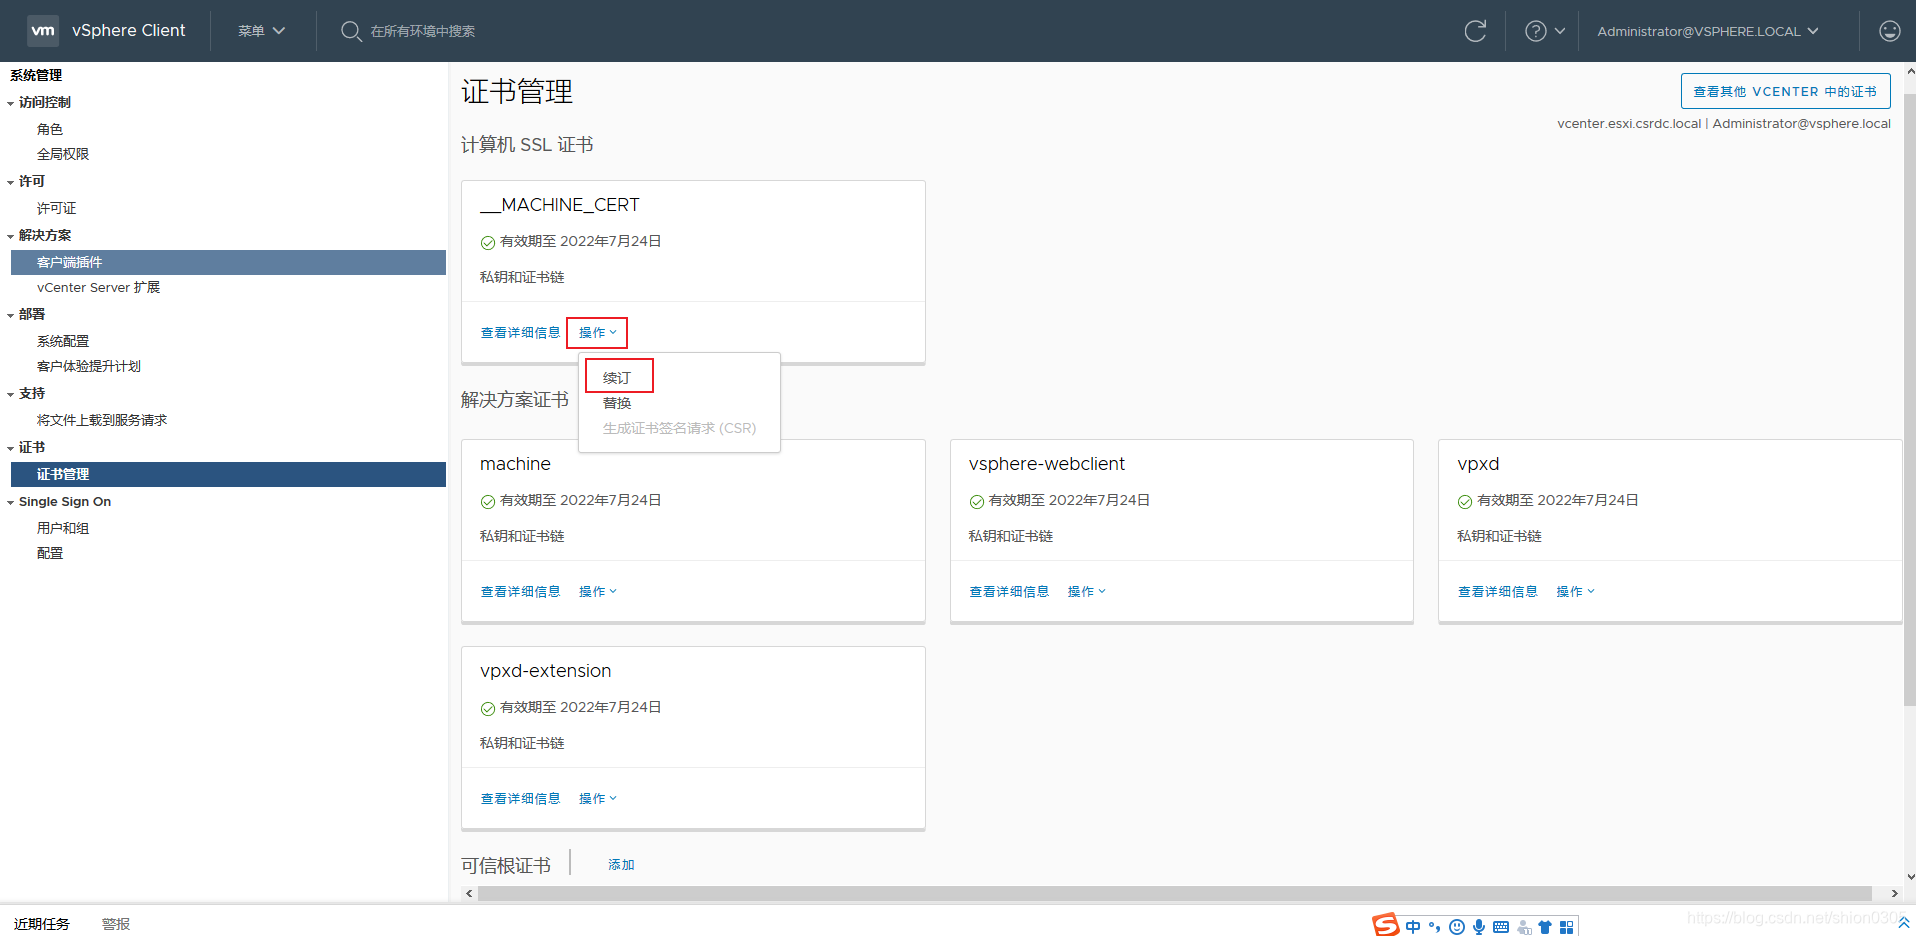 vm vSphere Client 菜单 在所有环境中搜索 Administrator@VSPHERE.LOCAL
系统管理
访问控制
角色
全局权限
许可
许可证
解决方案
客户端插件
vCenter Server 扩展
部署
系统配置
客户体验提升计划
支持
将文件上载到服务请求
证书
证书管理
Single Sign On
用户和组
配置
证书管理
查看其他 VCENTER 中的证书
vcenter.esxi.csrdc.local | Administrator@vsphere.local
计算机 SSL 证书
__MACHINE_CERT
有效期至 2022年7月24日
私钥和证书链
查看详细信息 操作
续订
替换
生成证书签名请求 (CSR)
解决方案证书
machine
有效期至 2022年7月24日
私钥和证书链
查看详细信息 操作
vsphere-webclient
有效期至 2022年7月24日
私钥和证书链
查看详细信息 操作
vpxd
有效期至 2022年7月24日
私钥和证书链
查看详细信息 操作
vpxd-extension
有效期至 2022年7月24日
私钥和证书链
查看详细信息 操作
可信根证书 添加
近期任务 警报
S 中